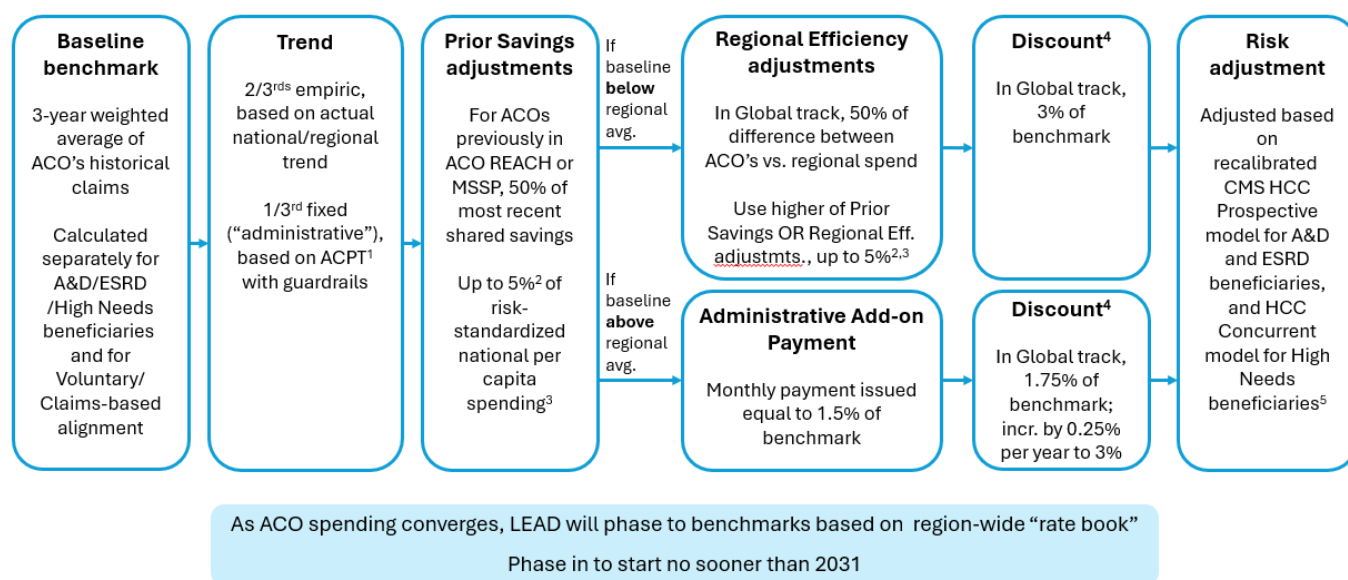 Baseline
benchmark
3-year weighted
average of
ACO's historical
claims
Calculated
separately for
A&D/ESRD
/High Needs
beneficiaries
and for
Voluntary/
Claims-based
alignment
Trend
2/3rds empiric,
based on actual
national/regional
trend
1/3rd fixed
(“administrative”),
based on ACPT1
with guardrails
Prior Savings
adjustments
For ACOs
previously in
ACO REACH or
MSSP, 50% of
most recent
shared savings
Up to 5%2 of
risk-
standardized
national per
capita
spending3
If
baseline
below
regional
avg.
Regional Efficiency
adjustments
In Global track, 50% of
difference between
ACO's vs. regional spend
Use higher of Prior
Savings OR Regional Eff.
adjustmts., up to 5%2,3
Discount4
In Global track,
3% of
benchmark
If
baseline
above
regional
avg.
Administrative Add-on
Payment
Monthly payment issued
equal to 1.5% of
benchmark
Discount4
In Global track,
1.75% of
benchmark;
incr. by 0.25%
per year to 3%
Risk
adjustment
Adjusted based
on
recalibrated
CMS HCC
Prospective
model for A&D
and ESRD
beneficiaries,
and HCC
Concurrent
model for High
Needs
beneficiaries5
As ACO spending converges, LEAD will phase to benchmarks based on region-wide “rate book”
Phase in to start no sooner than 2031